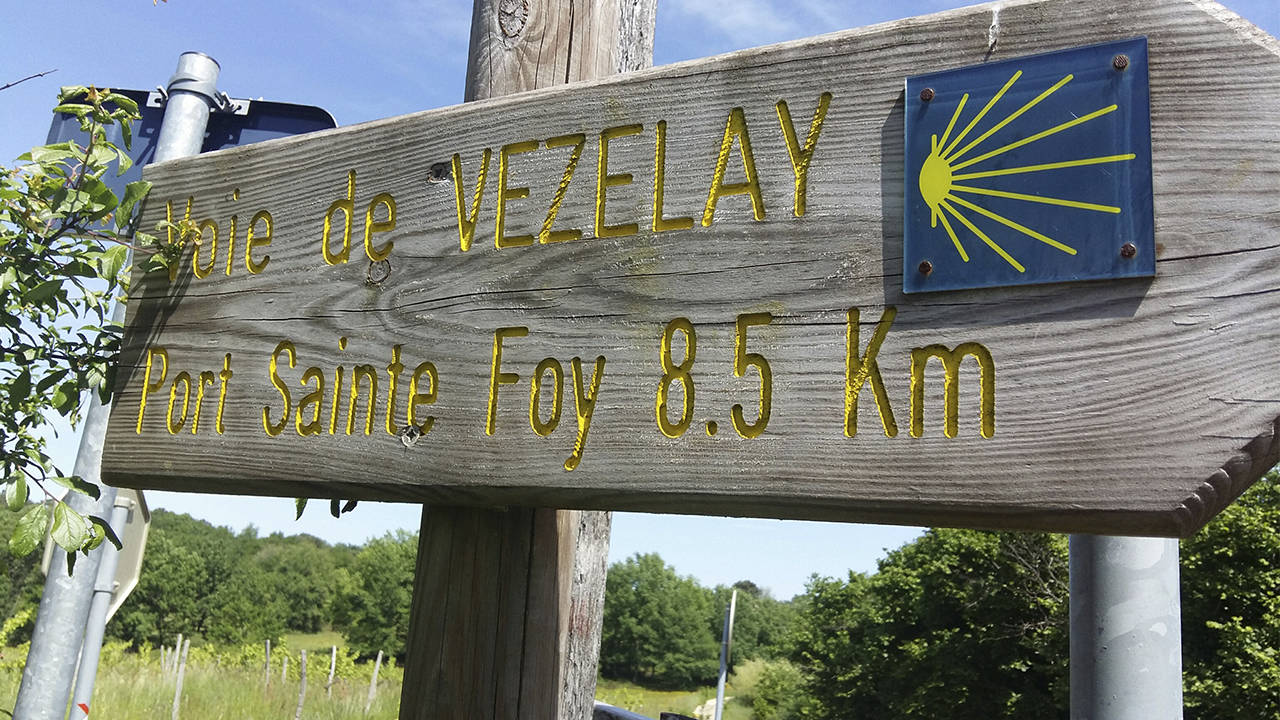 Voie de VEZELAY
Port Sainte Foy 8.5 Km